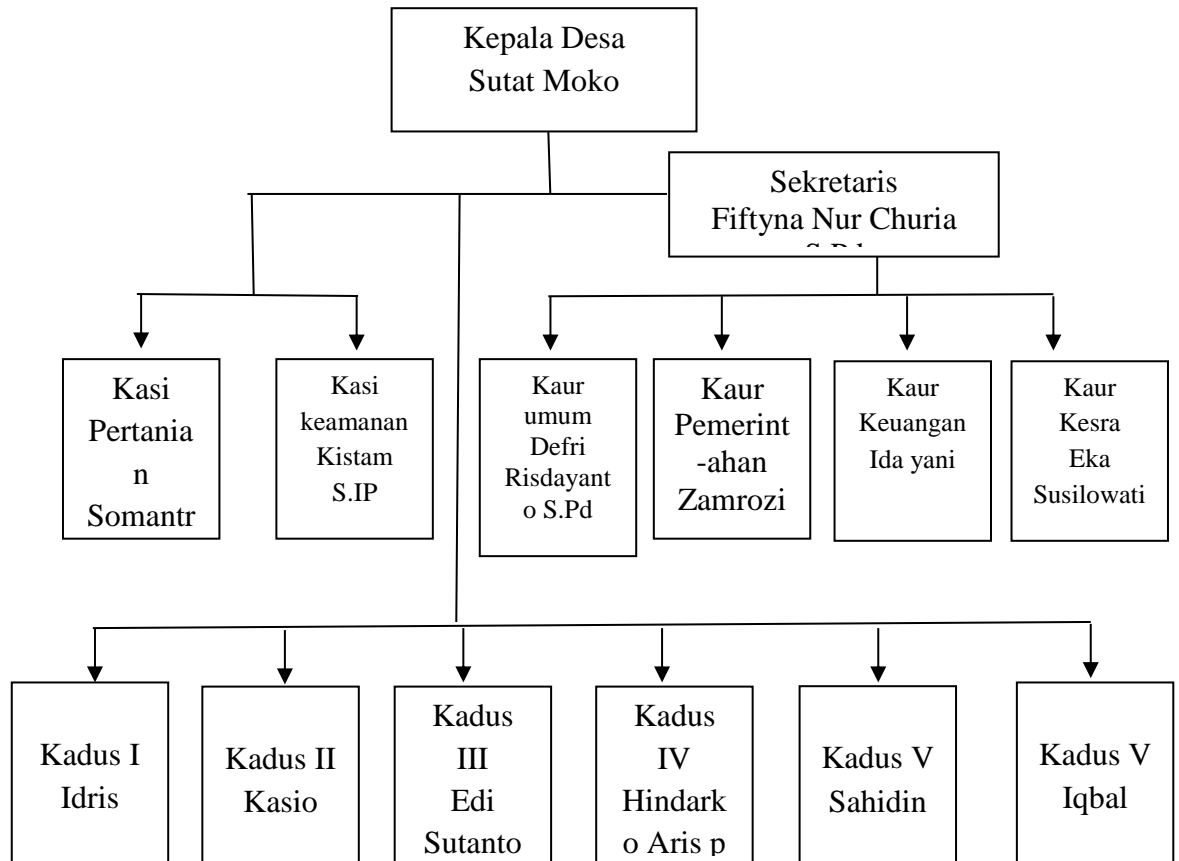 Kepala Desa
Sutat Moko
Sekretaris
Fiftyna Nur Churia
Kasi
Pertania
n
Somantr
Kasi
keamanan
Kistam
S.IP
Kaur
umum
Defri
Risdayant
o S.Pd
Kaur
Pemerint
-ahan
Zamrozi
Kaur
Keuangan
Ida yani
Kaur
Kesra
Eka
Susilowati
Kadus I
Idris
Kadus II
Kasio
Kadus
III
Edi
Sutanto
Kadus
IV
Hindark
o Aris p
Kadus V
Sahidin
Kadus V
Iqbal